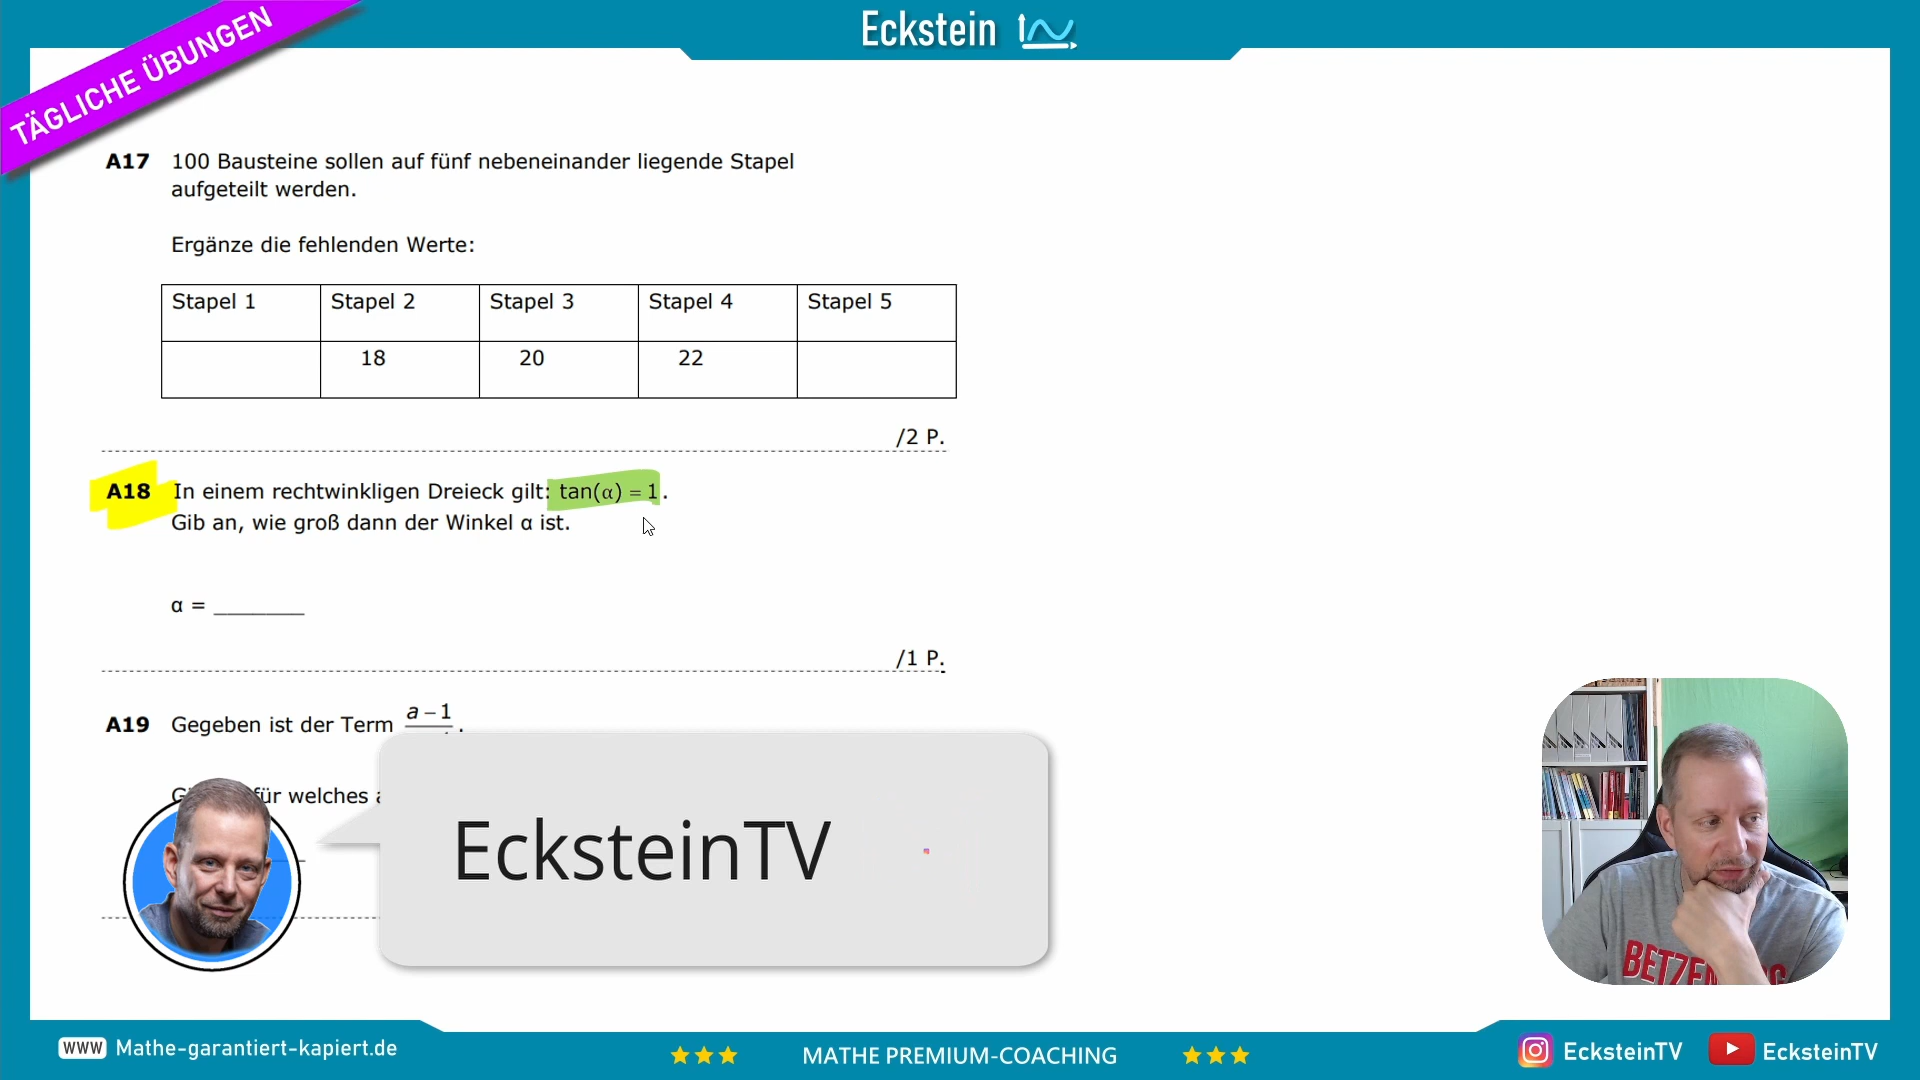 TÄGLICHE ÜBUNGEN
Eckstein
A17 100 Bausteine sollen auf fünf nebeneinander liegende Stapel
aufgeteilt werden.
Ergänze die fehlenden Werte:
Stapel 1 Stapel 2 Stapel 3 Stapel 4 Stapel 5
18 20 22
/2 P.
A18 In einem rechtwinkligen Dreieck gilt: tan(α) = 1.
Gib an, wie groß dann der Winkel α ist.
α = _______
/1 P.
A19 Gegeben ist der Term a – 1 .
für welches
EcksteinTV
BETZEN
WWW Mathe-garantiert-kapiert.de
MATHE PREMIUM-COACHING
EcksteinTV
EcksteinTV